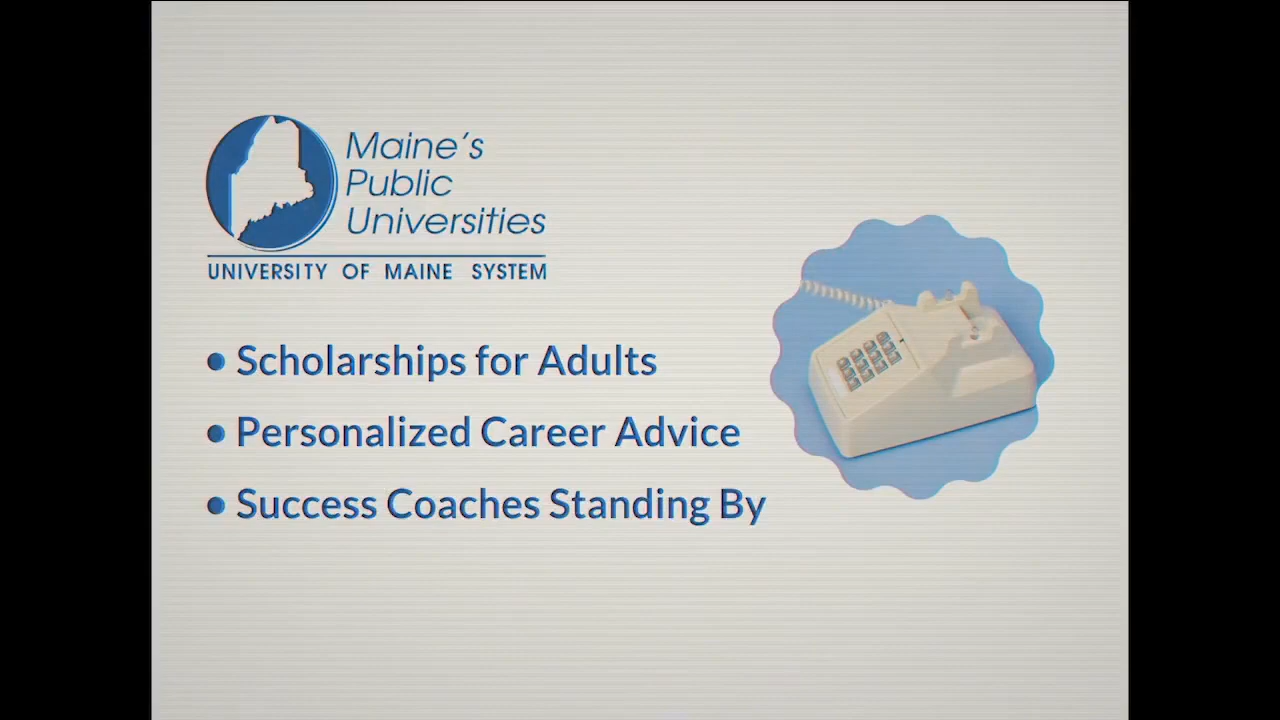 Maine's
Public
Universities
UNIVERSITY OF MAINE SYSTEM
• Scholarships for Adults
• Personalized Career Advice
• Success Coaches Standing By